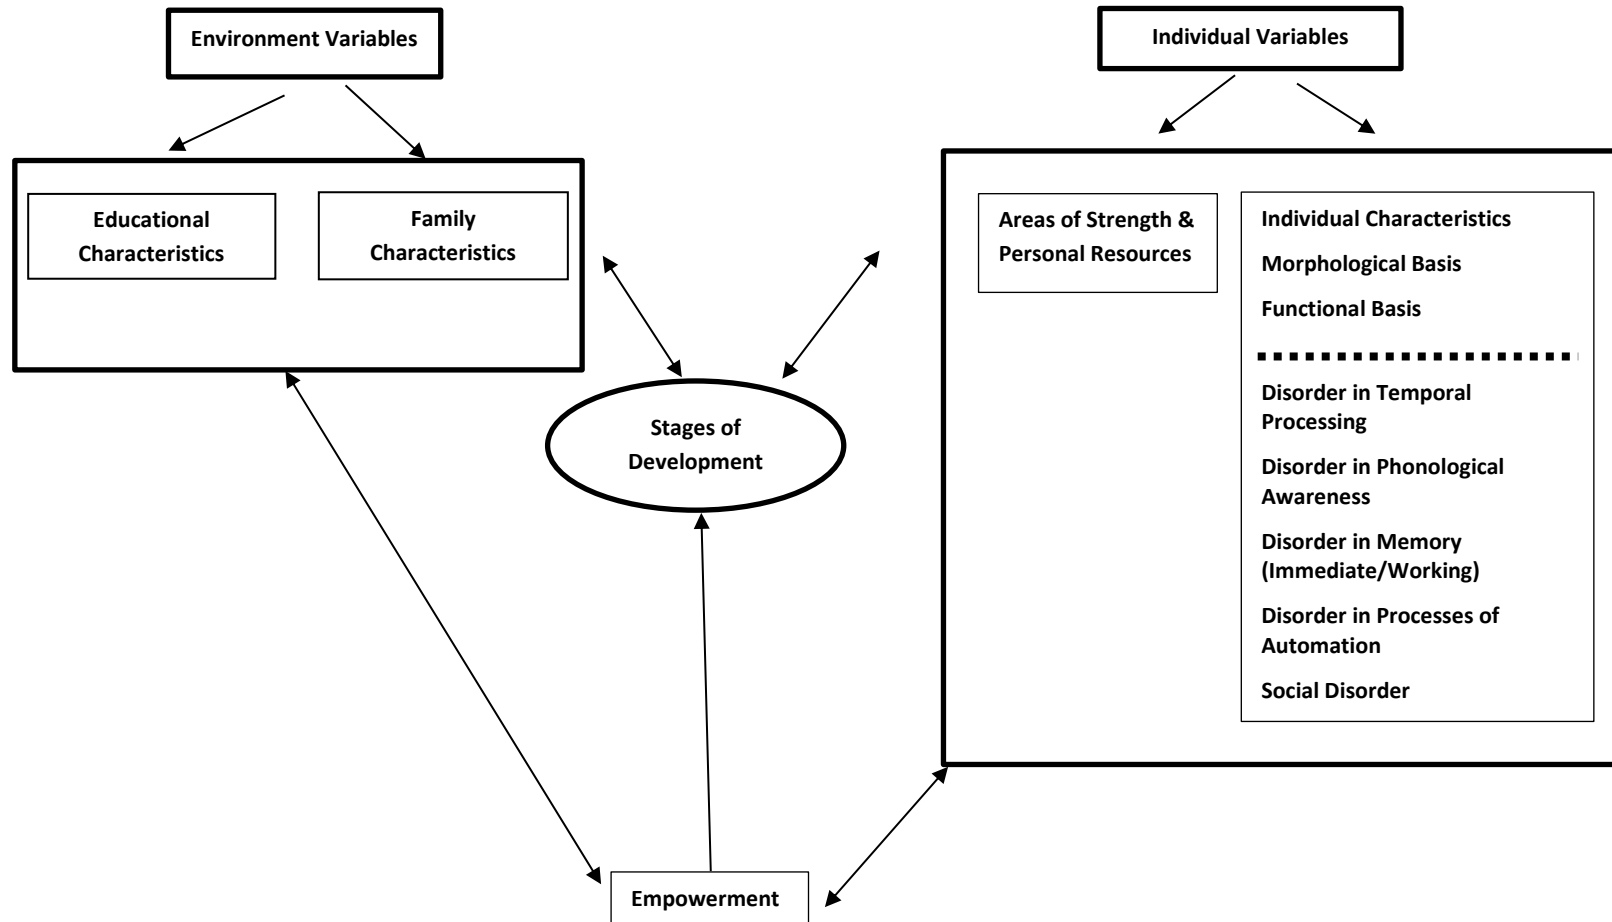 Environment Variables
Individual Variables
Educational
Characteristics
Family
Characteristics
Areas of Strength &
Personal Resources
Individual Characteristics
Morphological Basis
Functional Basis
Disorder in Temporal
Processing
Disorder in Phonological
Awareness
Disorder in Memory
(Immediate/Working)
Disorder in Processes of
Automation
Social Disorder
Stages of
Development
Empowerment